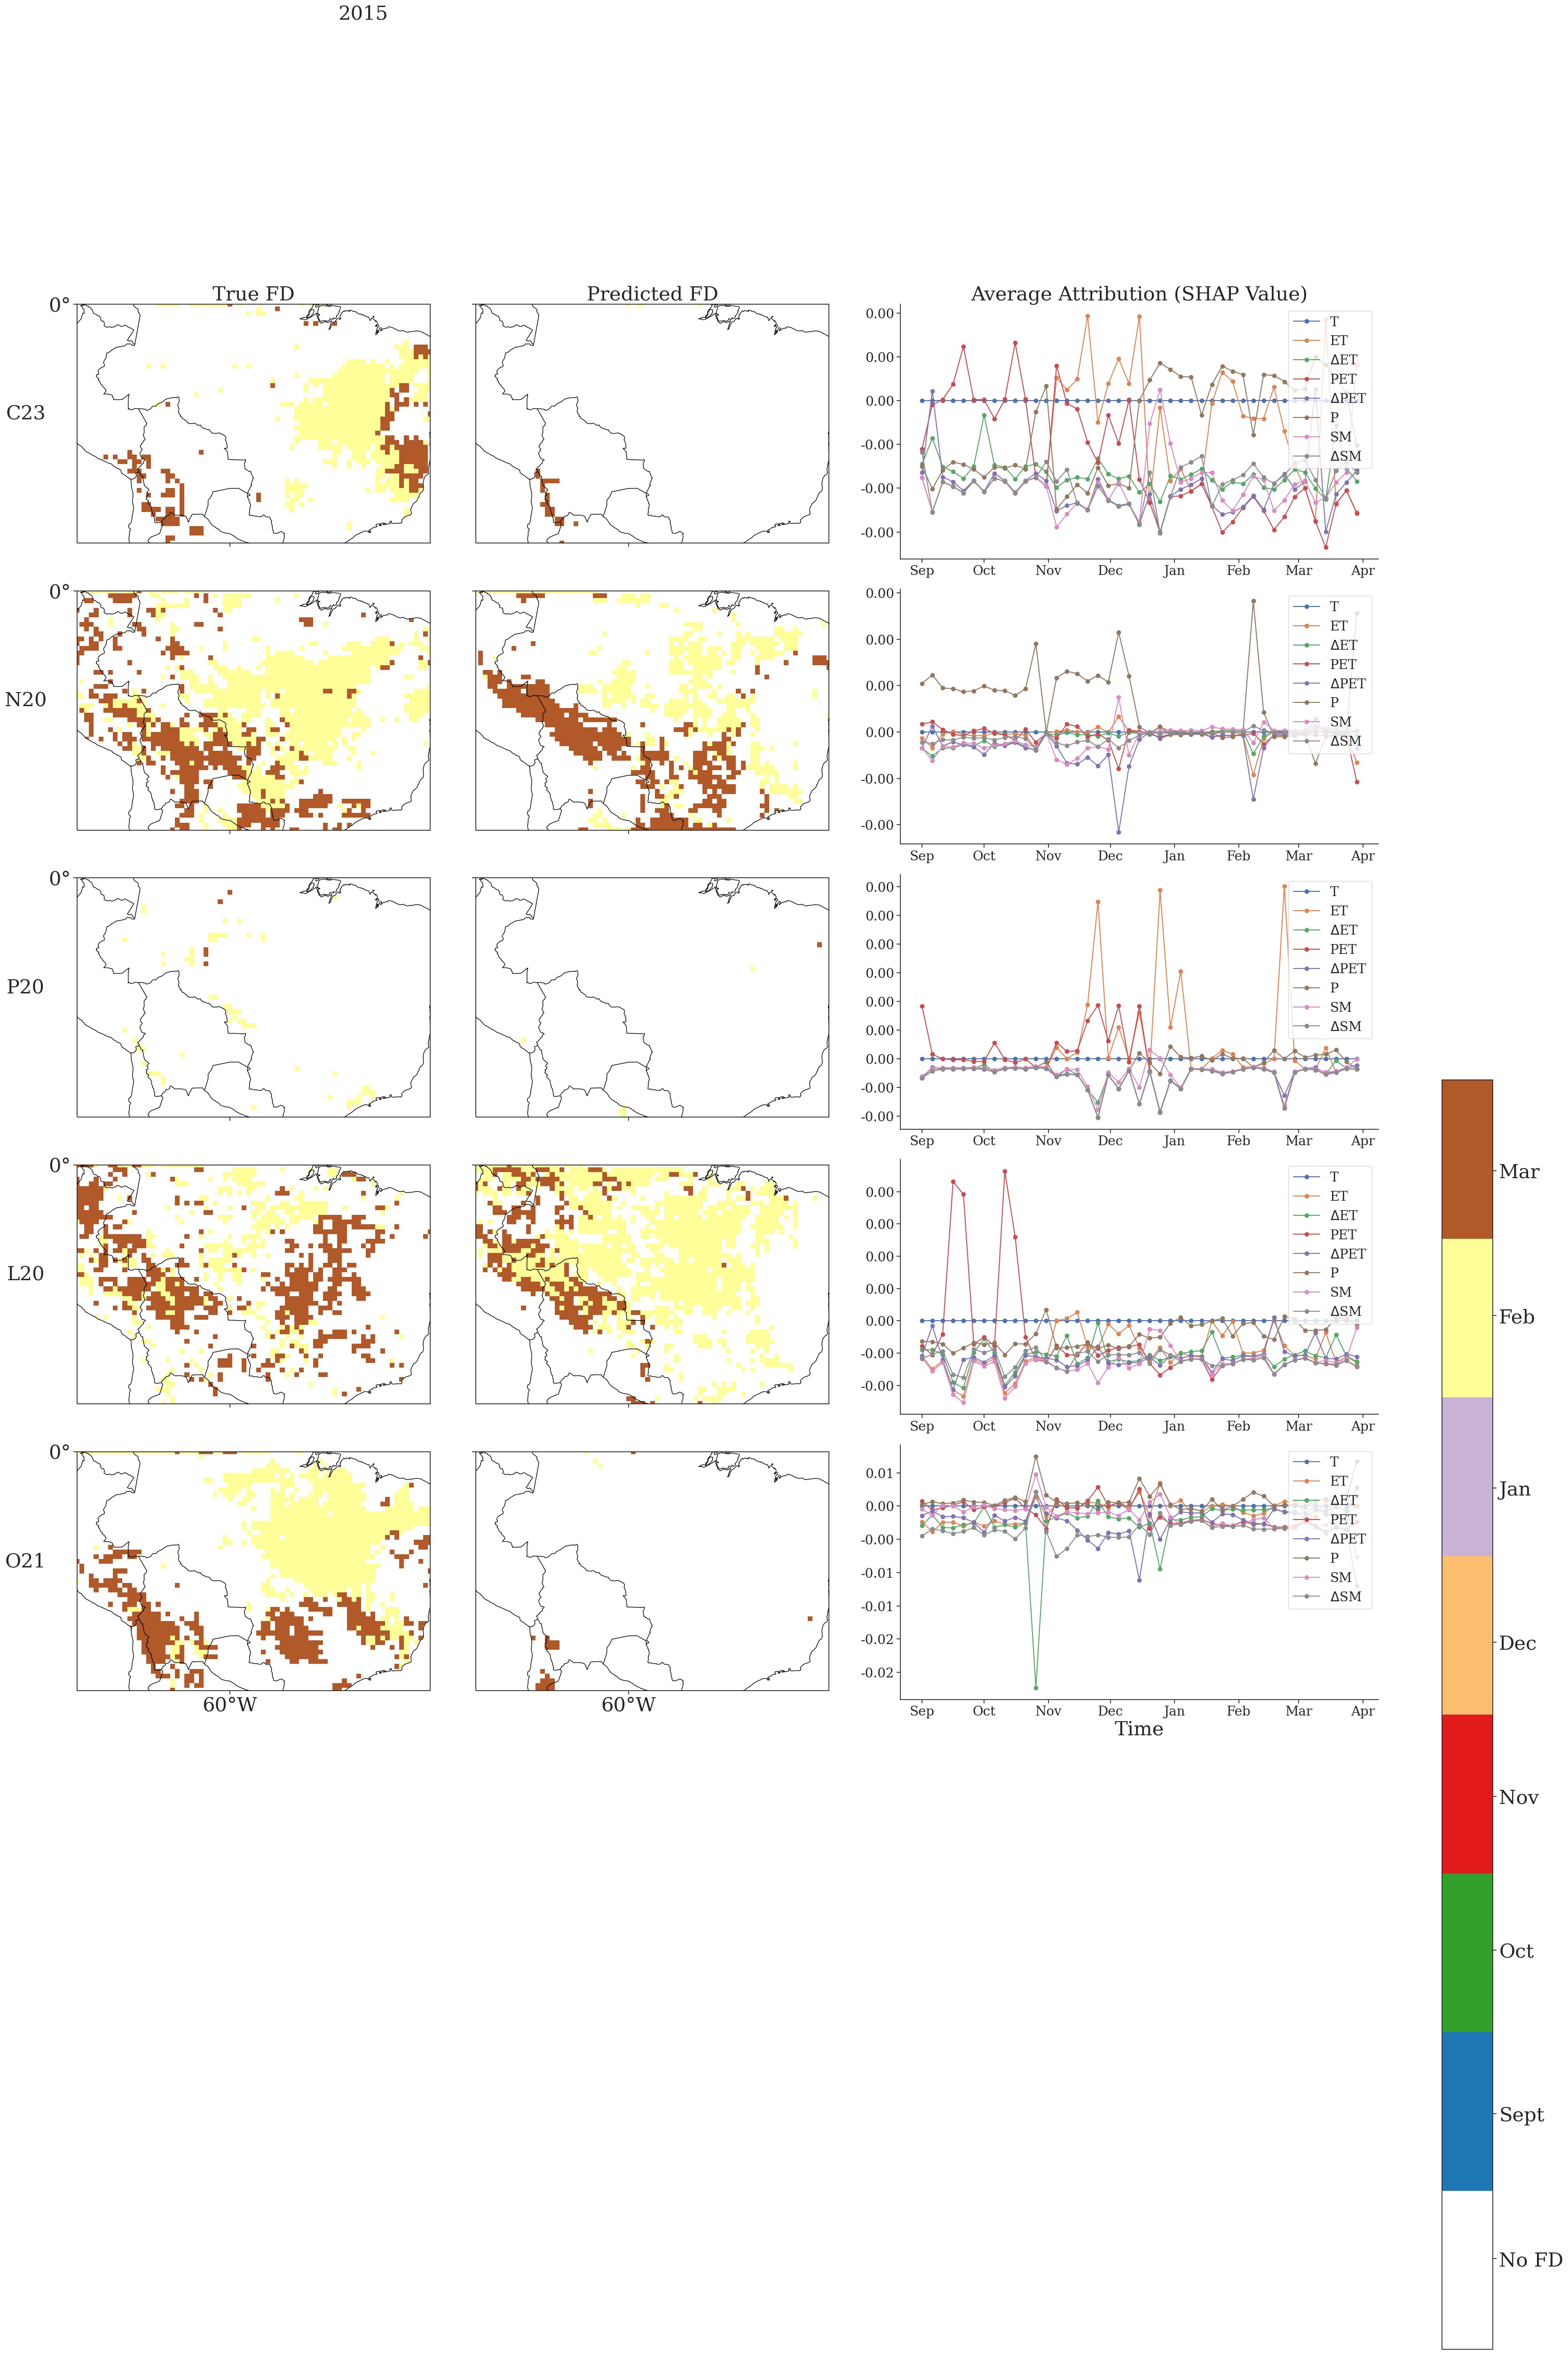 2015
True FD
Predicted FD
Average Attribution (SHAP Value)
0°
C23
0.00
0.00
0.00
-0.00
-0.00
-0.00
T
ET
ΔET
PET
ΔPET
P
SM
ΔSM
Sep Oct Nov Dec Jan Feb Mar Apr
0°
N20
0.00
0.00
0.00
0.00
-0.00
-0.00
T
ET
ΔET
PET
ΔPET
P
SM
ΔSM
Sep Oct Nov Dec Jan Feb Mar Apr
0°
P20
0.00
0.00
0.00
0.00
0.00
0.00
0.00
-0.00
-0.00
T
ET
ΔET
PET
ΔPET
P
SM
ΔSM
Sep Oct Nov Dec Jan Feb Mar Apr
0°
L20
0.00
0.00
0.00
0.00
0.00
-0.00
-0.00
T
ET
ΔET
PET
ΔPET
P
SM
ΔSM
Sep Oct Nov Dec Jan Feb Mar Apr
0°
O21
60°W
60°W
0.01
0.00
-0.00
-0.01
-0.01
-0.02
-0.02
T
ET
ΔET
PET
ΔPET
P
SM
ΔSM
Sep Oct Nov Dec Jan Feb Mar Apr
Time
Mar
Feb
Jan
Dec
Nov
Oct
Sept
No FD